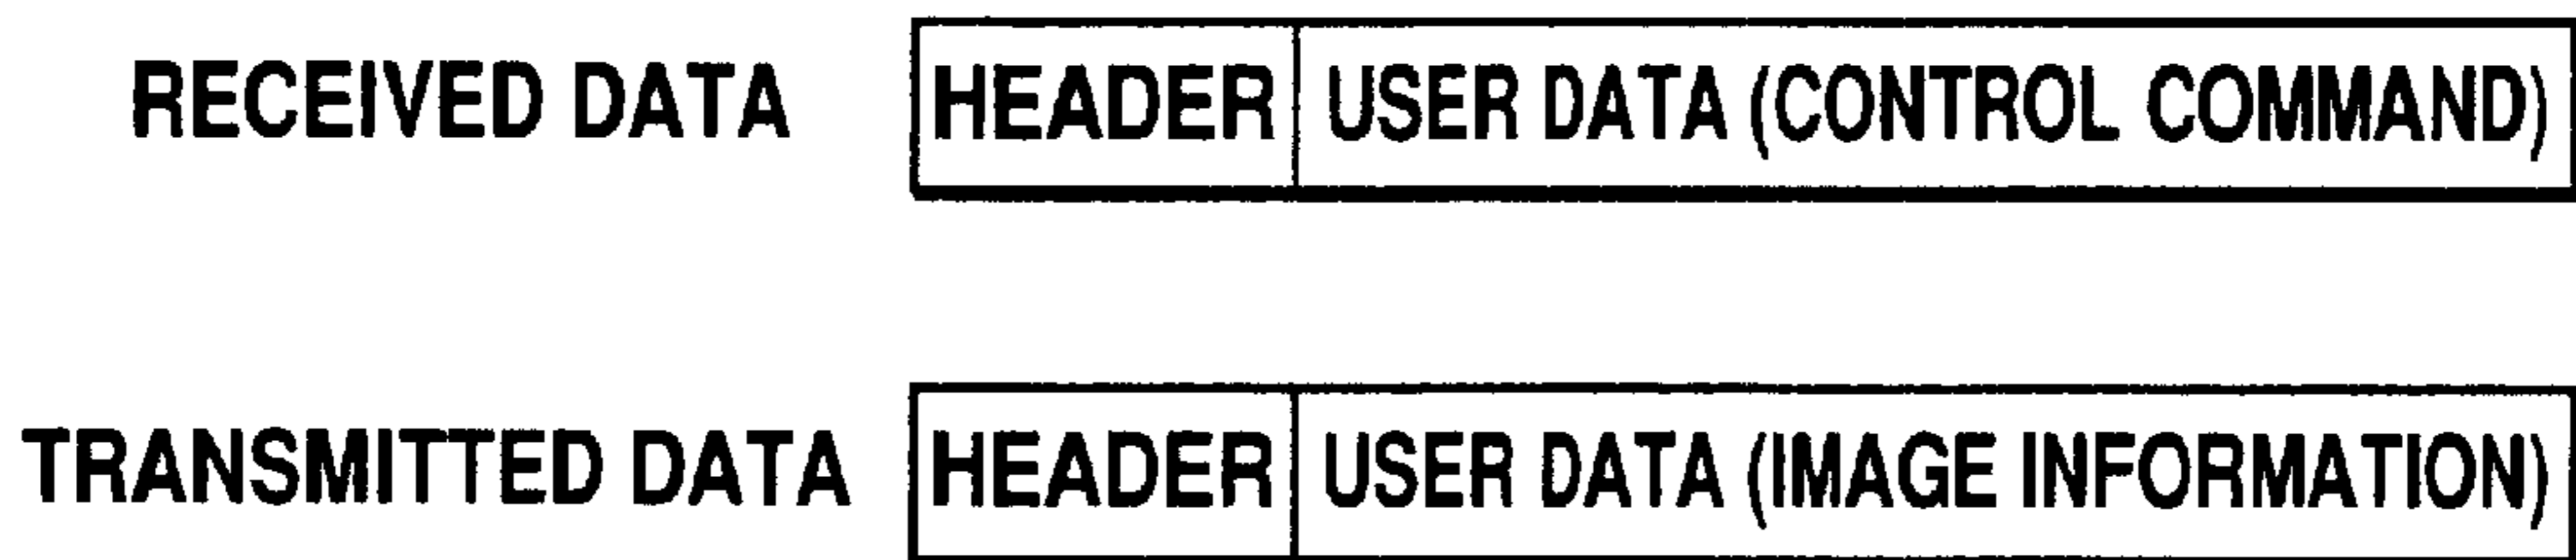 RECEIVED DATA HEADER USER DATA (CONTROL COMMAND)
TRANSMITTED DATA HEADER USER DATA (IMAGE INFORMATION)